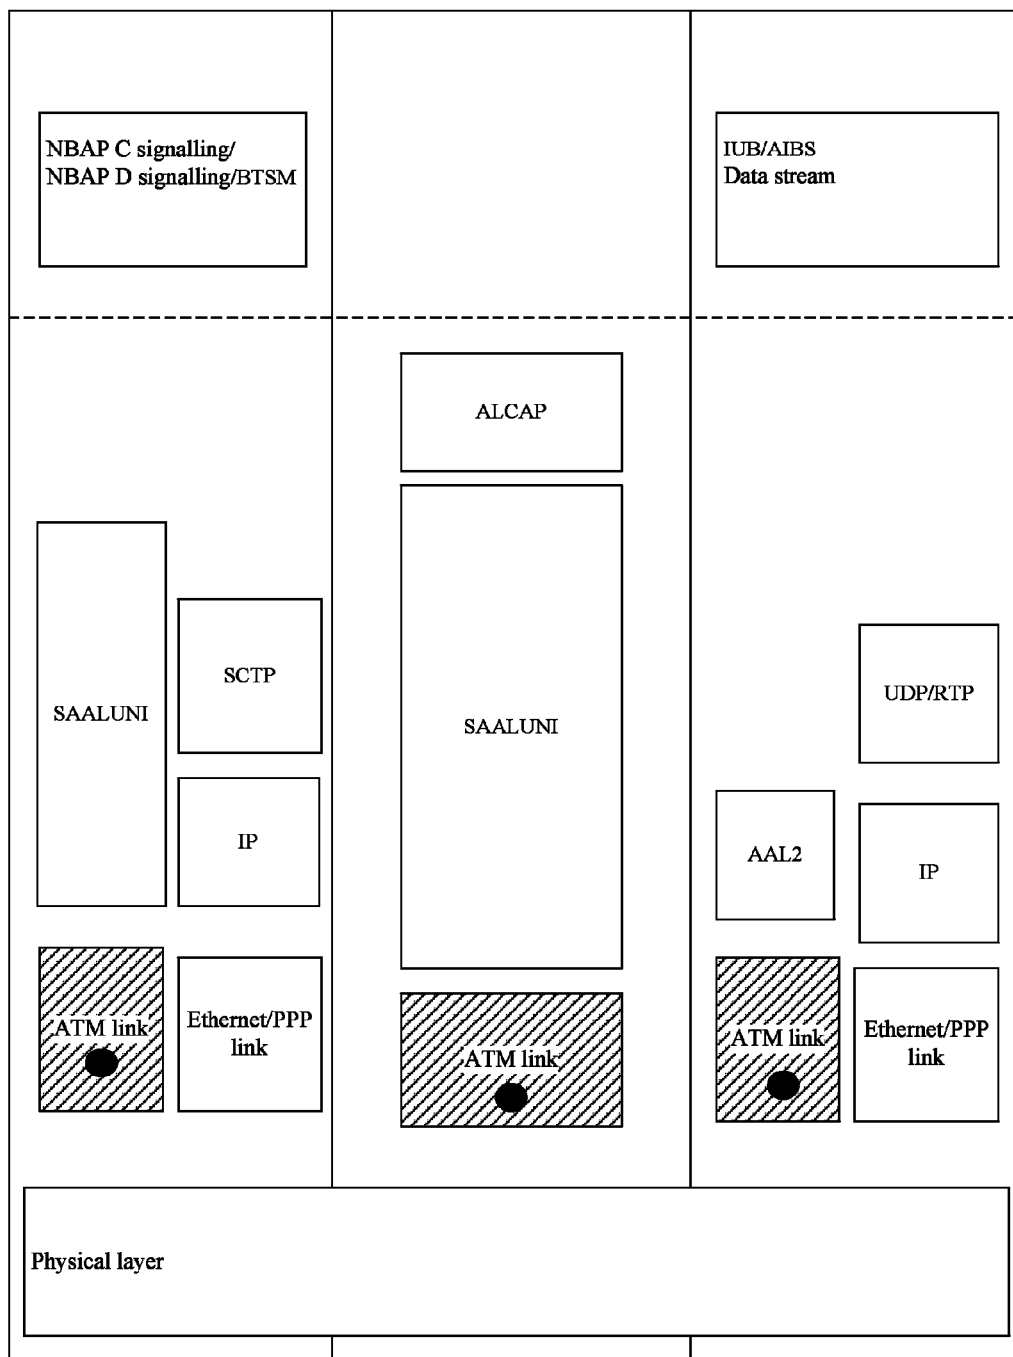 NBAP C signalling/
NBAP D signalling/BTSM
IUB/AIBS
Data stream
ALCAP
SAALUNI
SCTP
SAALUNI
UDP/RTP
IP
AAL2
IP
ATM link
Ethernet/PPP
link
ATM link
ATM link
Ethernet/PPP
link
Physical layer